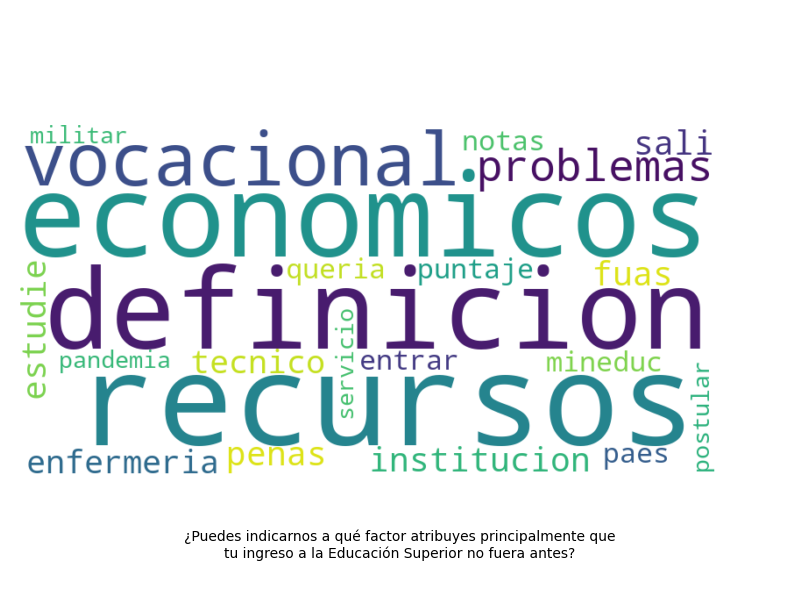 militar
vocacional
notas
sali
problemas
economicos
queria
puntaje
fuas
definicion
estudie
servicio
pandemia
tecnico
entrar
mineduc
recursos
postular
enfermeria
penas
institucion
paes
¿Puedes indicarnos a qué factor atribuyes principalmente que
tu ingreso a la Educación Superior no fuera antes?